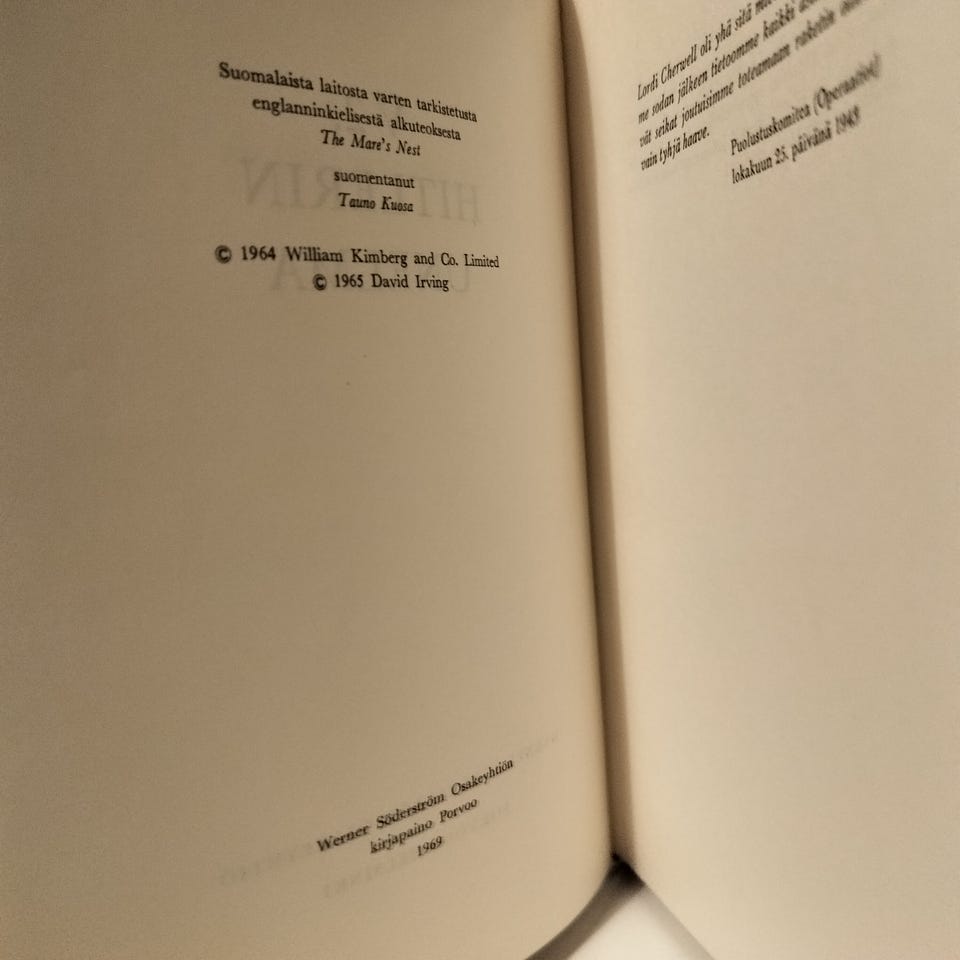 Suomalaista laitosta varten tarkistetusta
englanninkielisestä alkuteoksesta
The Mare's Nest
suomentanut
Tauno Kuosa
© 1964 William Kimberg and Co. Limited
© 1965 David Irving
Werner Söderström Osakeyhtiön
kirjapaino Porvoo
1969
Lordi Cherwell oli yhä sitä
me sodan jälkeen tietoomme kaikki
vät seikat joutuisimme toteamaan raketin
vain tyhjä haave.
Puolustuskomitea (Operaatiot)
lokakuun 25. päivänä 1943